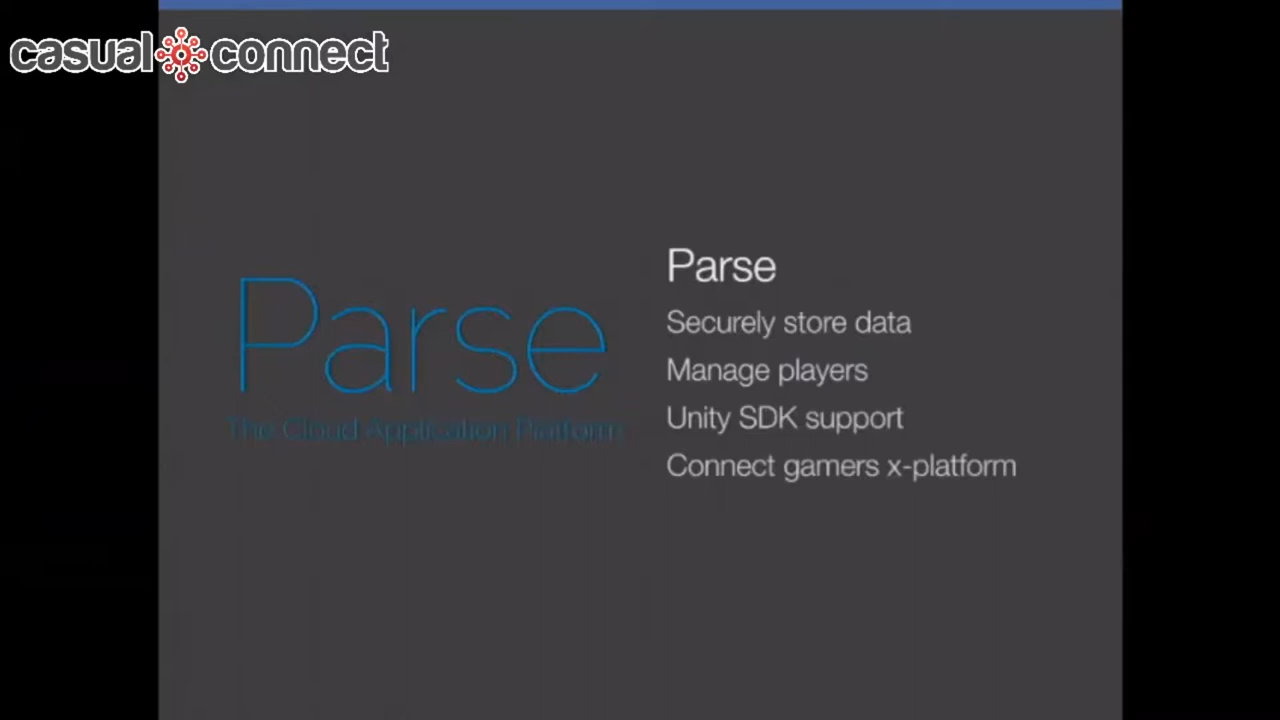 casual connect
Parse
The Cloud Application Platform
Parse
Securely store data
Manage players
Unity SDK support
Connect gamers x-platform